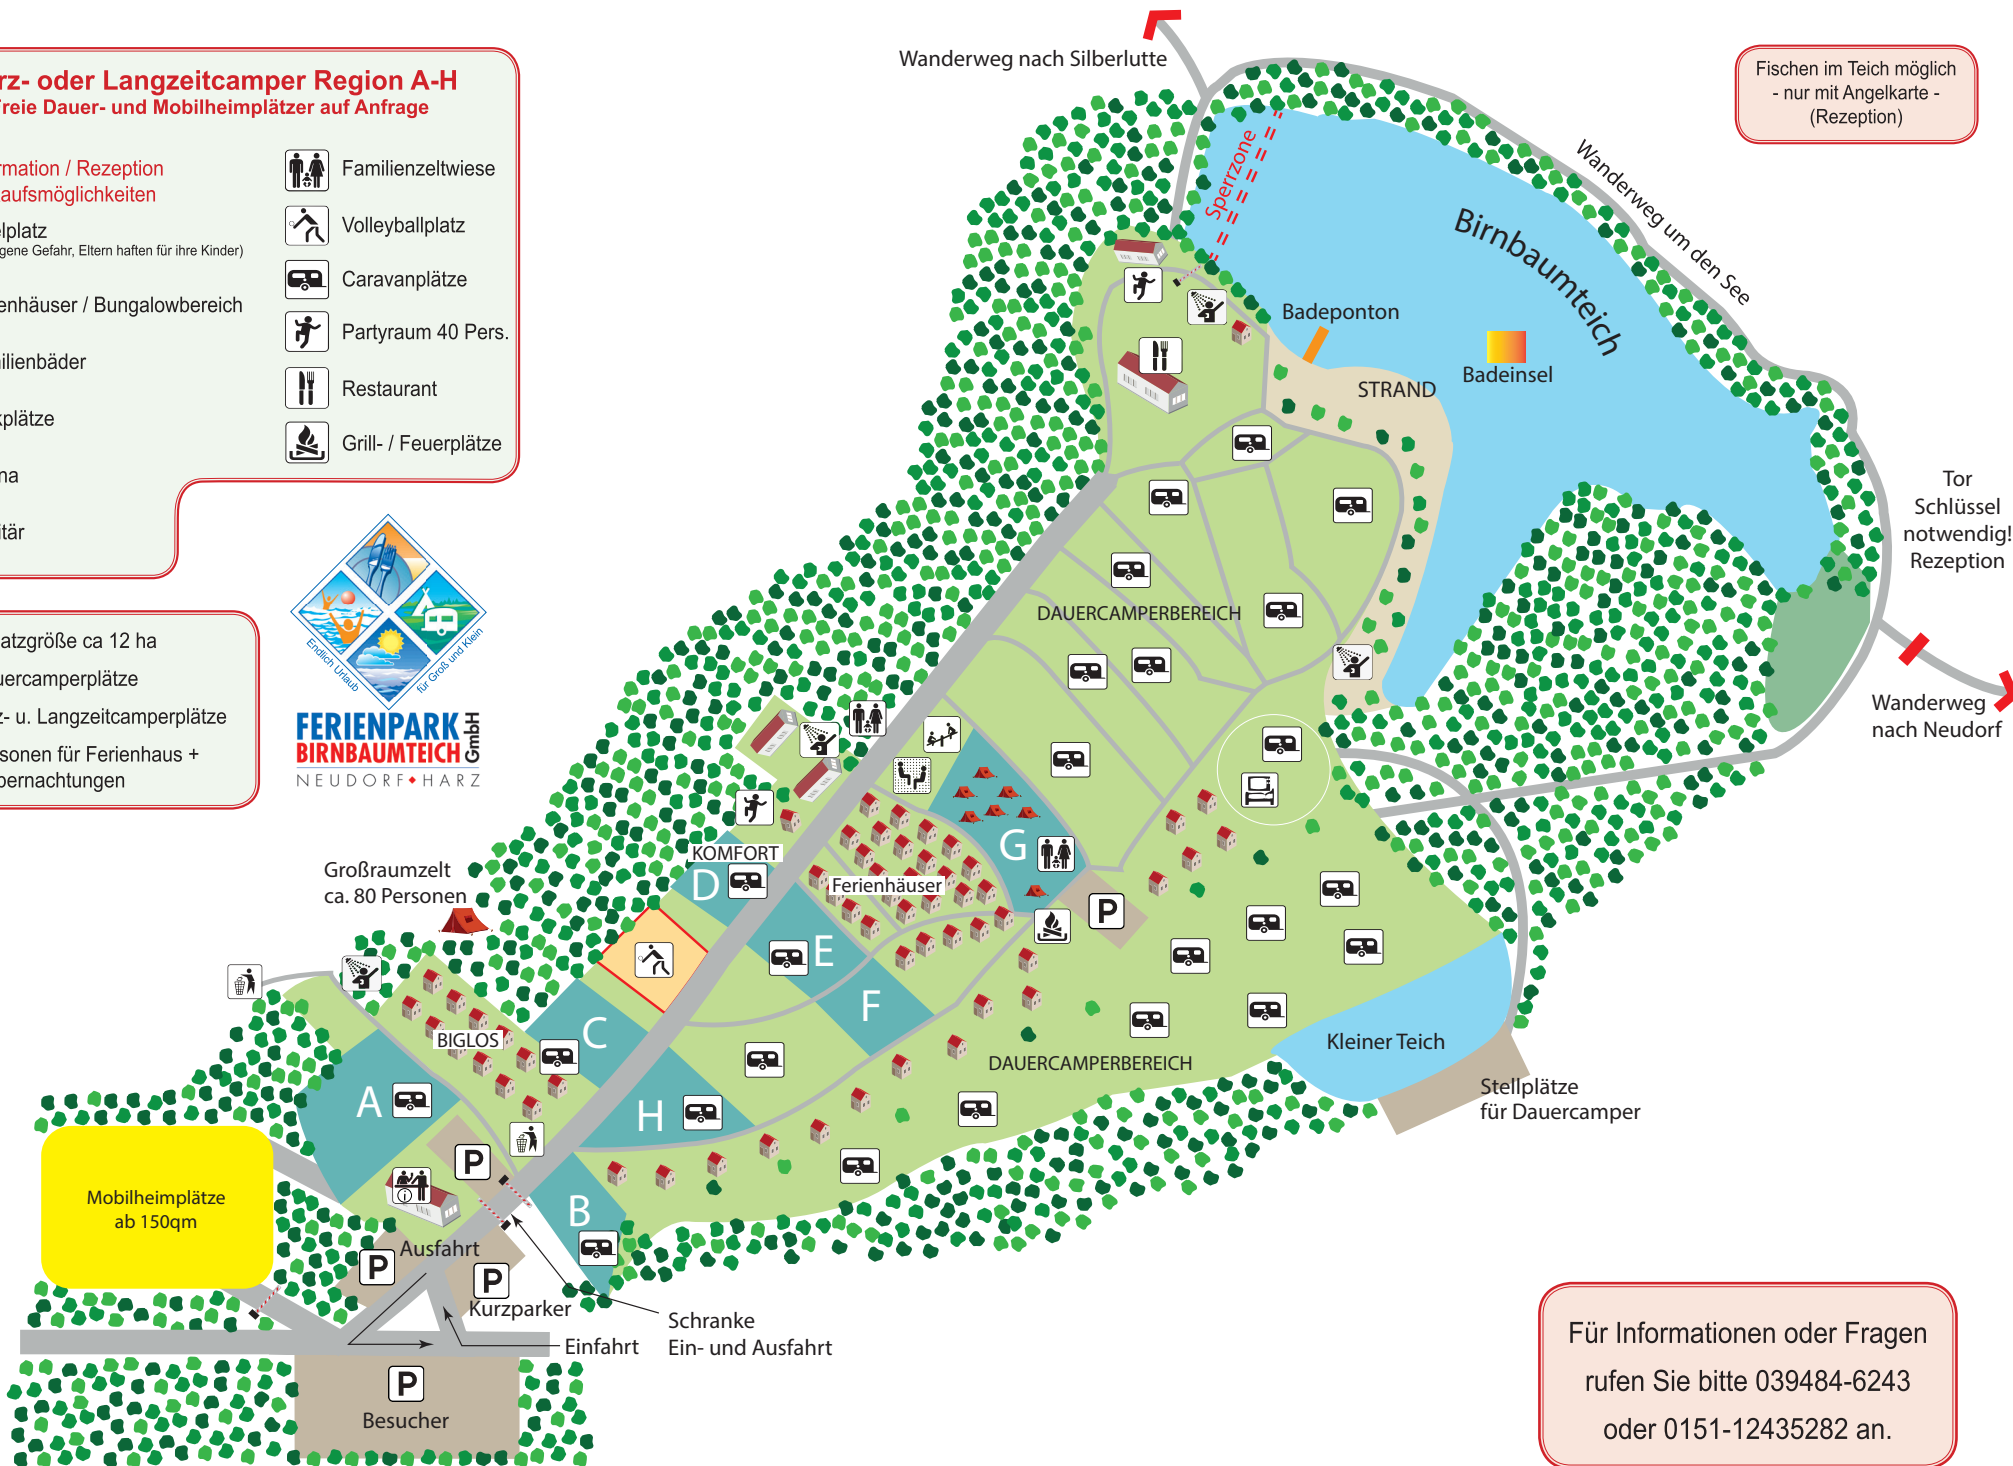 rz- oder Langzeitcamper Region A-H
Freie Dauer- und Mobilheimplätzer auf Anfrage
rmation / Rezeption
aufsmöglichkeiten
elplatz
gene Gefahr, Eltern haften für ihre Kinder)
enhäuser / Bungalowbereich
ilienbäder
kplätze
na
itär
Familienzeltwiese
Volleyballplatz
Caravanplätze
Partyraum 40 Pers.
Restaurant
Grill- / Feuerplätze
atzgröße ca 12 ha
uercamperplätze
z- u. Langzeitcamperplätze
sonen für Ferienhaus +
bernachtungen
Endlich Urlaub
für Groß und Klein
FERIENPARK
BIRNBAUMTEICH
GmbH
NEUDORF HARZ
Wanderweg nach Silberlutte
Fischen im Teich möglich
- nur mit Angelkarte -
(Rezeption)
Wanderweg um den See
Sperrzone
Birnbaumteich
Badeponton
Badeinsel
STRAND
Tor
Schlüssel
notwendig!
Rezeption
Wanderweg
nach Neudorf
DAUERCAMPERBEREICH
G
KOMFORT
D
Ferienhäuser
P
Großraumzelt
ca. 80 Personen
E
F
C
BIGLOS
A
H
B
DAUERCAMPERBEREICH
Kleiner Teich
Stellplätze
für Dauercamper
Mobilheimplätze
ab 150qm
P
i
Ausfahrt
P
P
Kurzparker
Einfahrt
Schranke
Ein- und Ausfahrt
P
Besucher
Für Informationen oder Fragen
rufen Sie bitte 039484-6243
oder 0151-12435282 an.